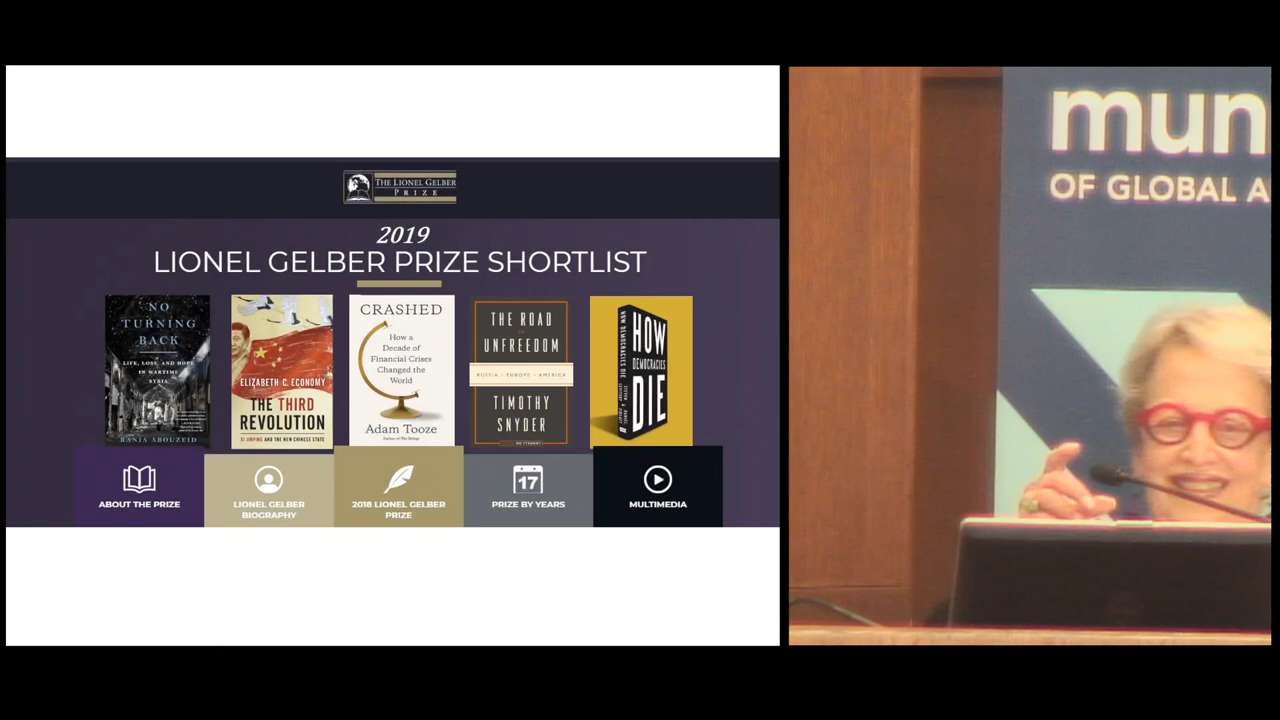 THE LIONEL GELBER
PRIZE
2019
LIONEL GELBER PRIZE SHORTLIST
NO
TURNING
BACK
LIFE, LOSS, AND HOPE
IN WARTIME
SYRIA
RANIA ABOUZEID
ELIZABETH C. ECONOMY
THE THIRD
REVOLUTION
XI JINPING AND THE NEW CHINESE STATE
CRASHED
How a
Decade of
Financial Crises
Changed the
World
Adam Tooze
THE ROAD
UNFREEDOM
RUSSIA · EUROPE · AMERICA
TIMOTHY
SNYDER
HOW DEMOCRACIES DIE
HOW
DEMOCRACIES
DIE
ABOUT THE PRIZE
LIONEL GELBER
BIOGRAPHY
2018 LIONEL GELBER
PRIZE
17
PRIZE BY YEARS
MULTIMEDIA
mun
OF GLOBAL A